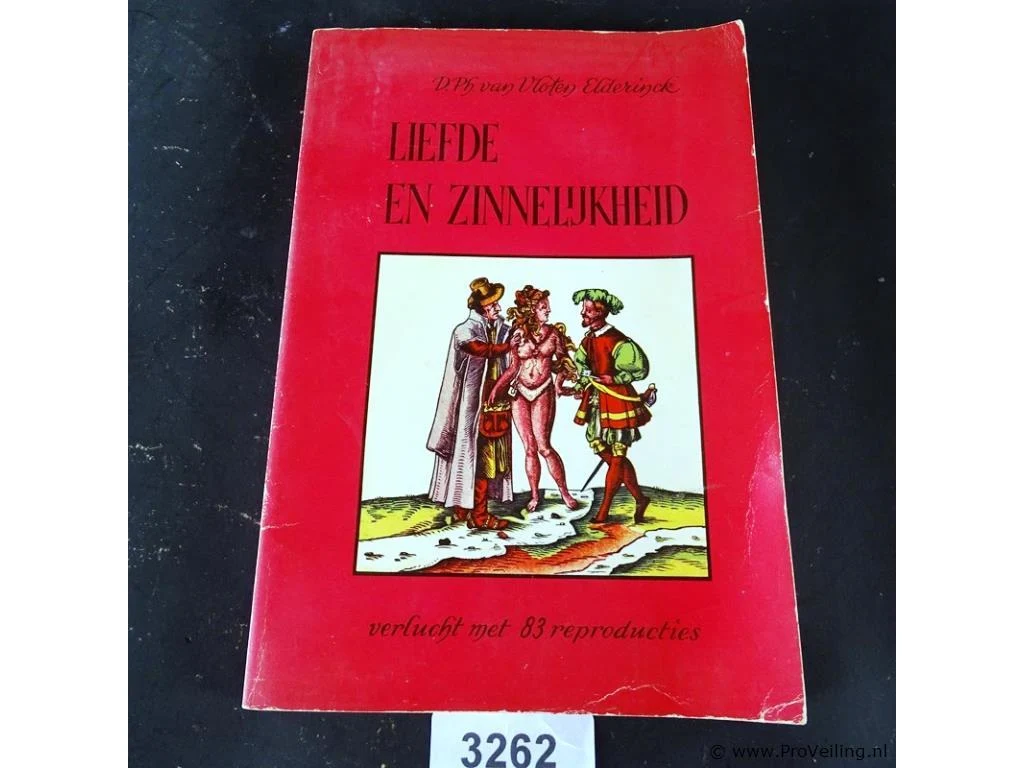 D.Ph. van Vloten Elderinck
LIEFDE
EN ZINNELIJKHEID
verlucht met 83 reproducties
3262
© www.ProVeiling.nl